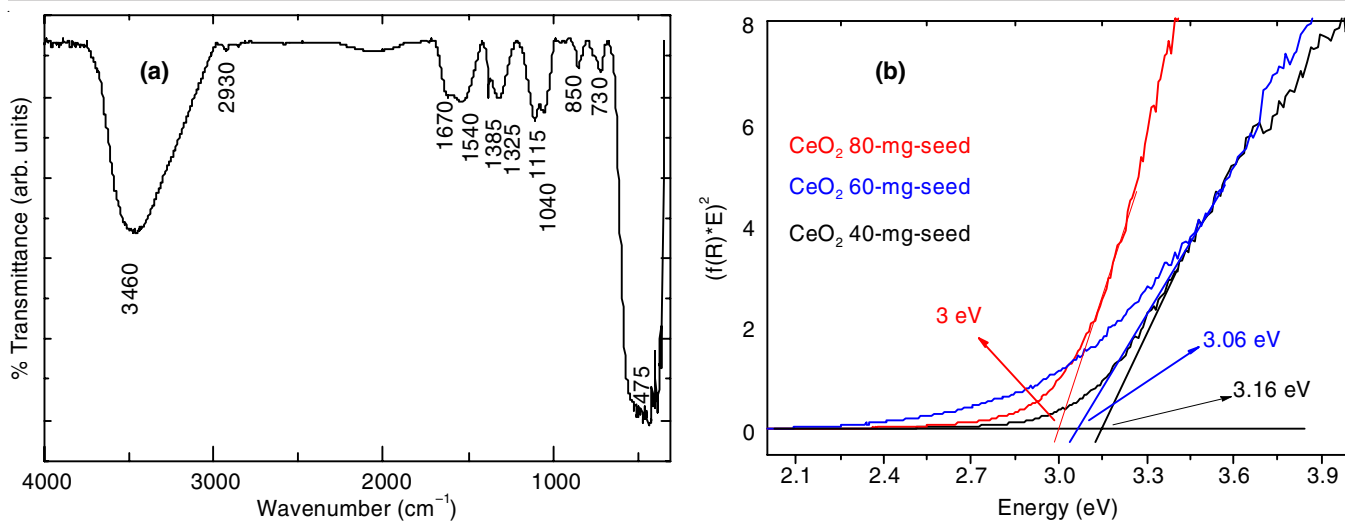 (a)
% Transmittance (arb. units)
3460
2930
1670
1540
1385
1325
1115
1040
850
730
475
4000 3000 2000 1000
Wavenumber (cm⁻¹)
(b)
(f(R)*E)²
8
6
4
2
0
CeO₂ 80-mg-seed
CeO₂ 60-mg-seed
CeO₂ 40-mg-seed
3 eV
3.06 eV
3.16 eV
2.1 2.4 2.7 3.0 3.3 3.6 3.9
Energy (eV)